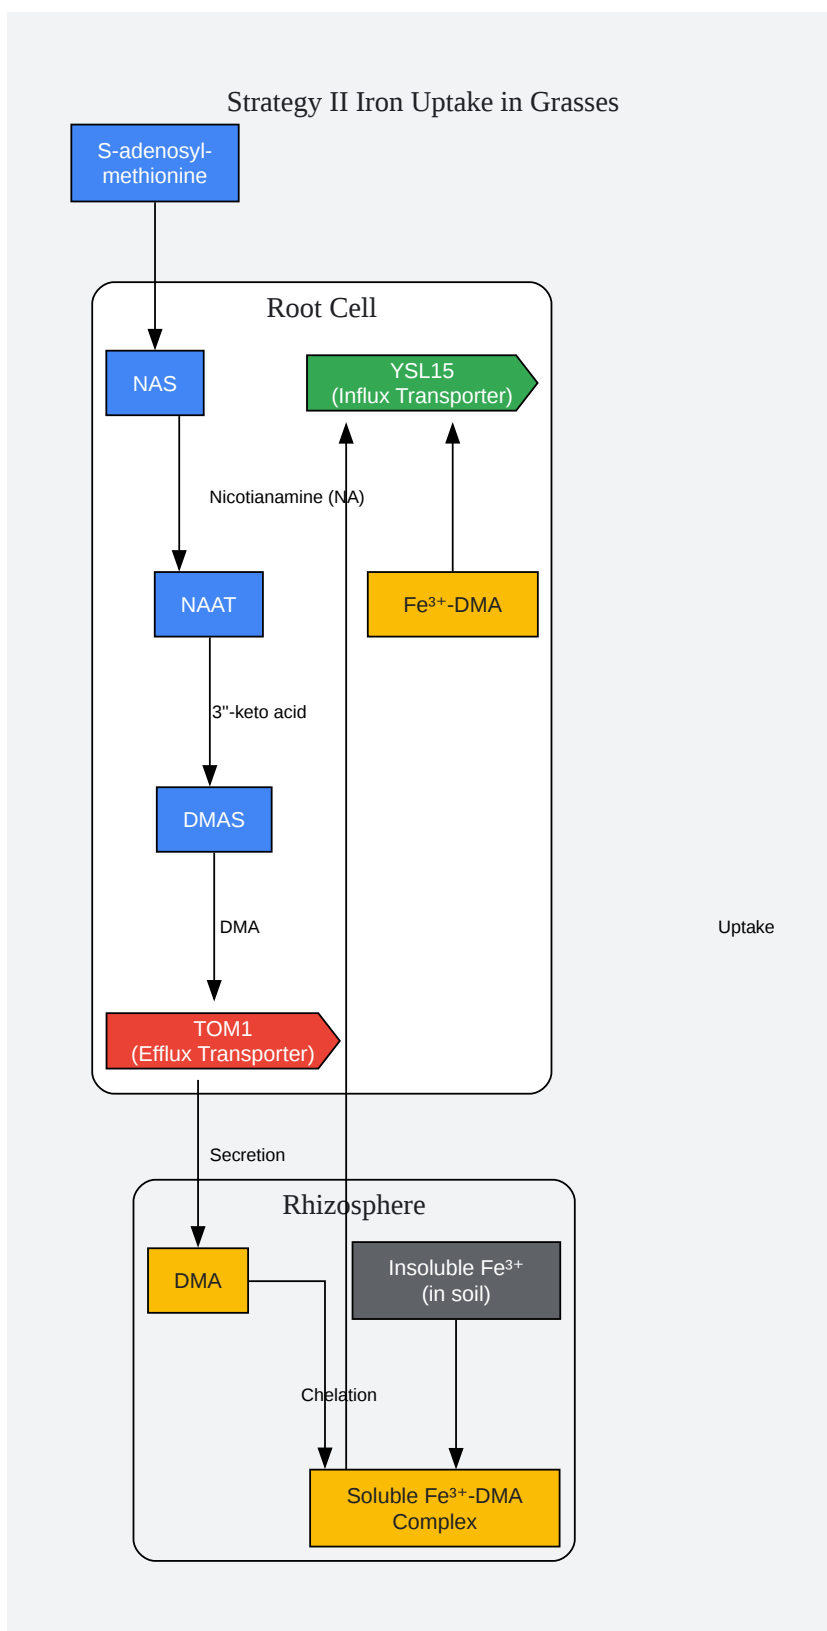 Strategy II Iron Uptake in Grasses
S-adenosyl-
methionine
Root Cell
NAS
YSL15
(Influx Transporter)
Nicotianamine (NA)
NAAT
Fe³⁺-DMA
3"-keto acid
DMAS
DMA
Uptake
TOM1
(Efflux Transporter)
Secretion
Rhizosphere
DMA
Insoluble Fe³⁺
(in soil)
Chelation
Soluble Fe³⁺-DMA
Complex